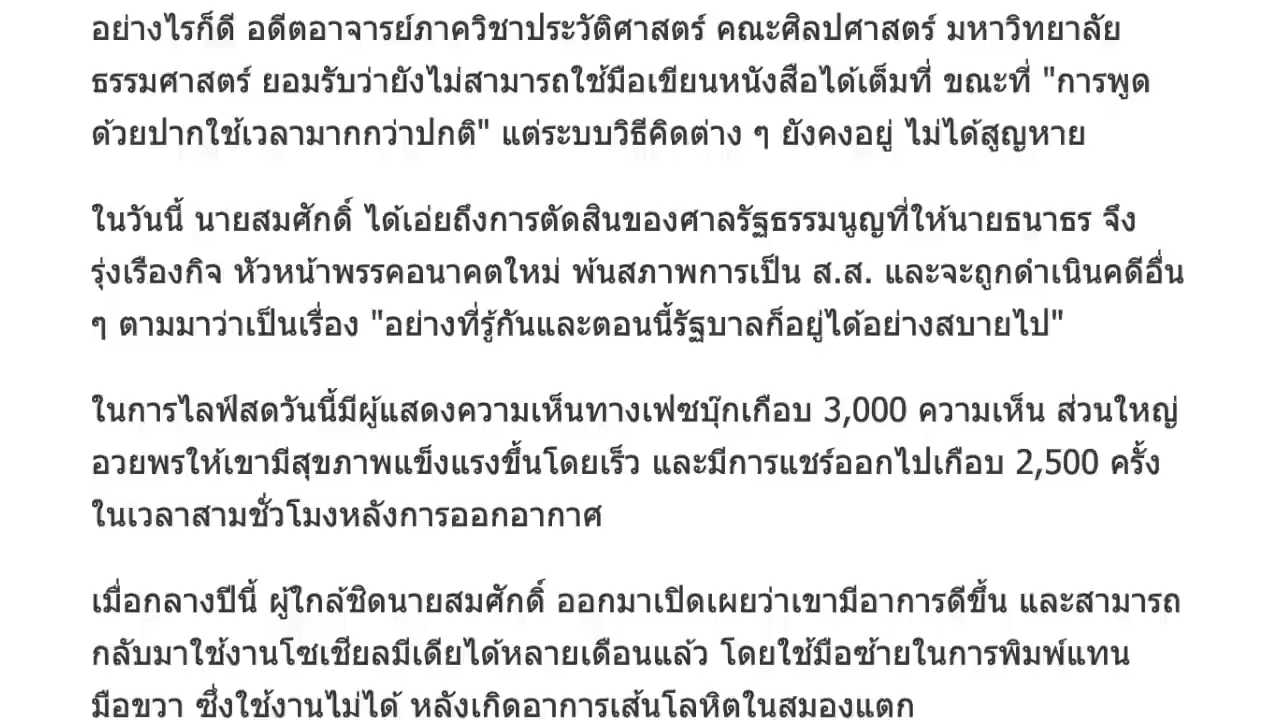 อย่างไรก็ดี อดีตอาจารย์ภาควิชาประวัติศาสตร์ คณะศิลปศาสตร์ มหาวิทยาลัย
ธรรมศาสตร์ ยอมรับว่ายังไม่สามารถใช้มือเขียนหนังสือได้เต็มที่ ขณะที่ "การพูด
ด้วยปากใช้เวลามากกว่าปกติ" แต่ระบบวิธีคิดต่าง ๆ ยังคงอยู่ ไม่ได้สูญหาย
ในวันนี้ นายสมศักดิ์ ได้เอ่ยถึงการตัดสินของศาลรัฐธรรมนูญที่ให้นายธนาธร จึง
รุ่งเรืองกิจ หัวหน้าพรรคอนาคตใหม่ พ้นสภาพการเป็น ส.ส. และจะถูกดำเนินคดีอื่น
ๆ ตามมาว่าเป็นเรื่อง "อย่างที่รู้กันและตอนนี้รัฐบาลก็อยู่ได้อย่างสบายไป"
ในการไลฟ์สดวันนี้มีผู้แสดงความเห็นทางเฟซบุ๊กเกือบ 3,000 ความเห็น ส่วนใหญ่
อวยพรให้เขามีสุขภาพแข็งแรงขึ้นโดยเร็ว และมีการแชร์ออกไปเกือบ 2,500 ครั้ง
ในเวลาสามชั่วโมงหลังการออกอากาศ
เมื่อกลางปีนี้ ผู้ใกล้ชิดนายสมศักดิ์ ออกมาเปิดเผยว่าเขามีอาการดีขึ้น และสามารถ
กลับมาใช้งานโซเชียลมีเดียได้หลายเดือนแล้ว โดยใช้มือซ้ายในการพิมพ์แทน
มือขวา ซึ่งใช้งานไม่ได้ หลังเกิดอาการเส้นโลหิตในสมองแตก